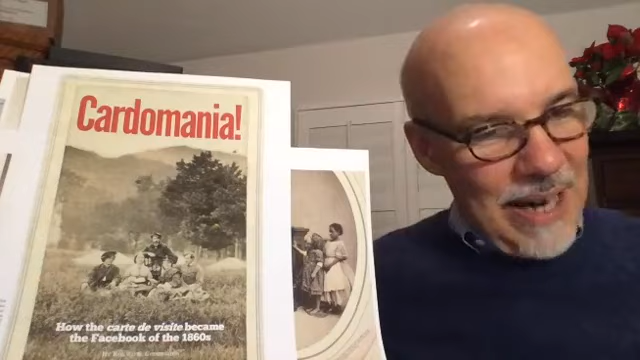 Cardomania!
How the carte de visite became
the Facebook of the 1860s